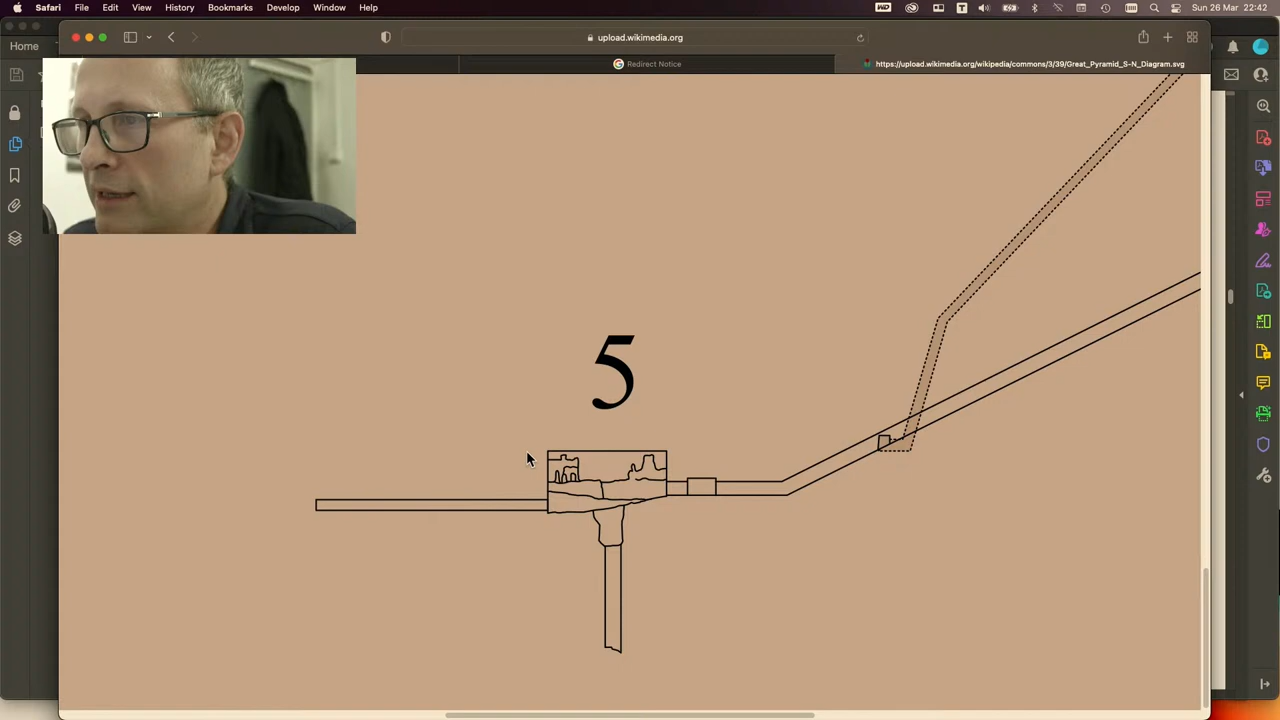 Safari File Edit View History Bookmarks Develop Window Help
WD T Sun 26 Mar 22:42
upload.wikimedia.org
Home
G Redirect Notice
https://upload.wikimedia.org/wikipedia/commons/3/39/Great_Pyramid_S-N_Diagram.svg
5